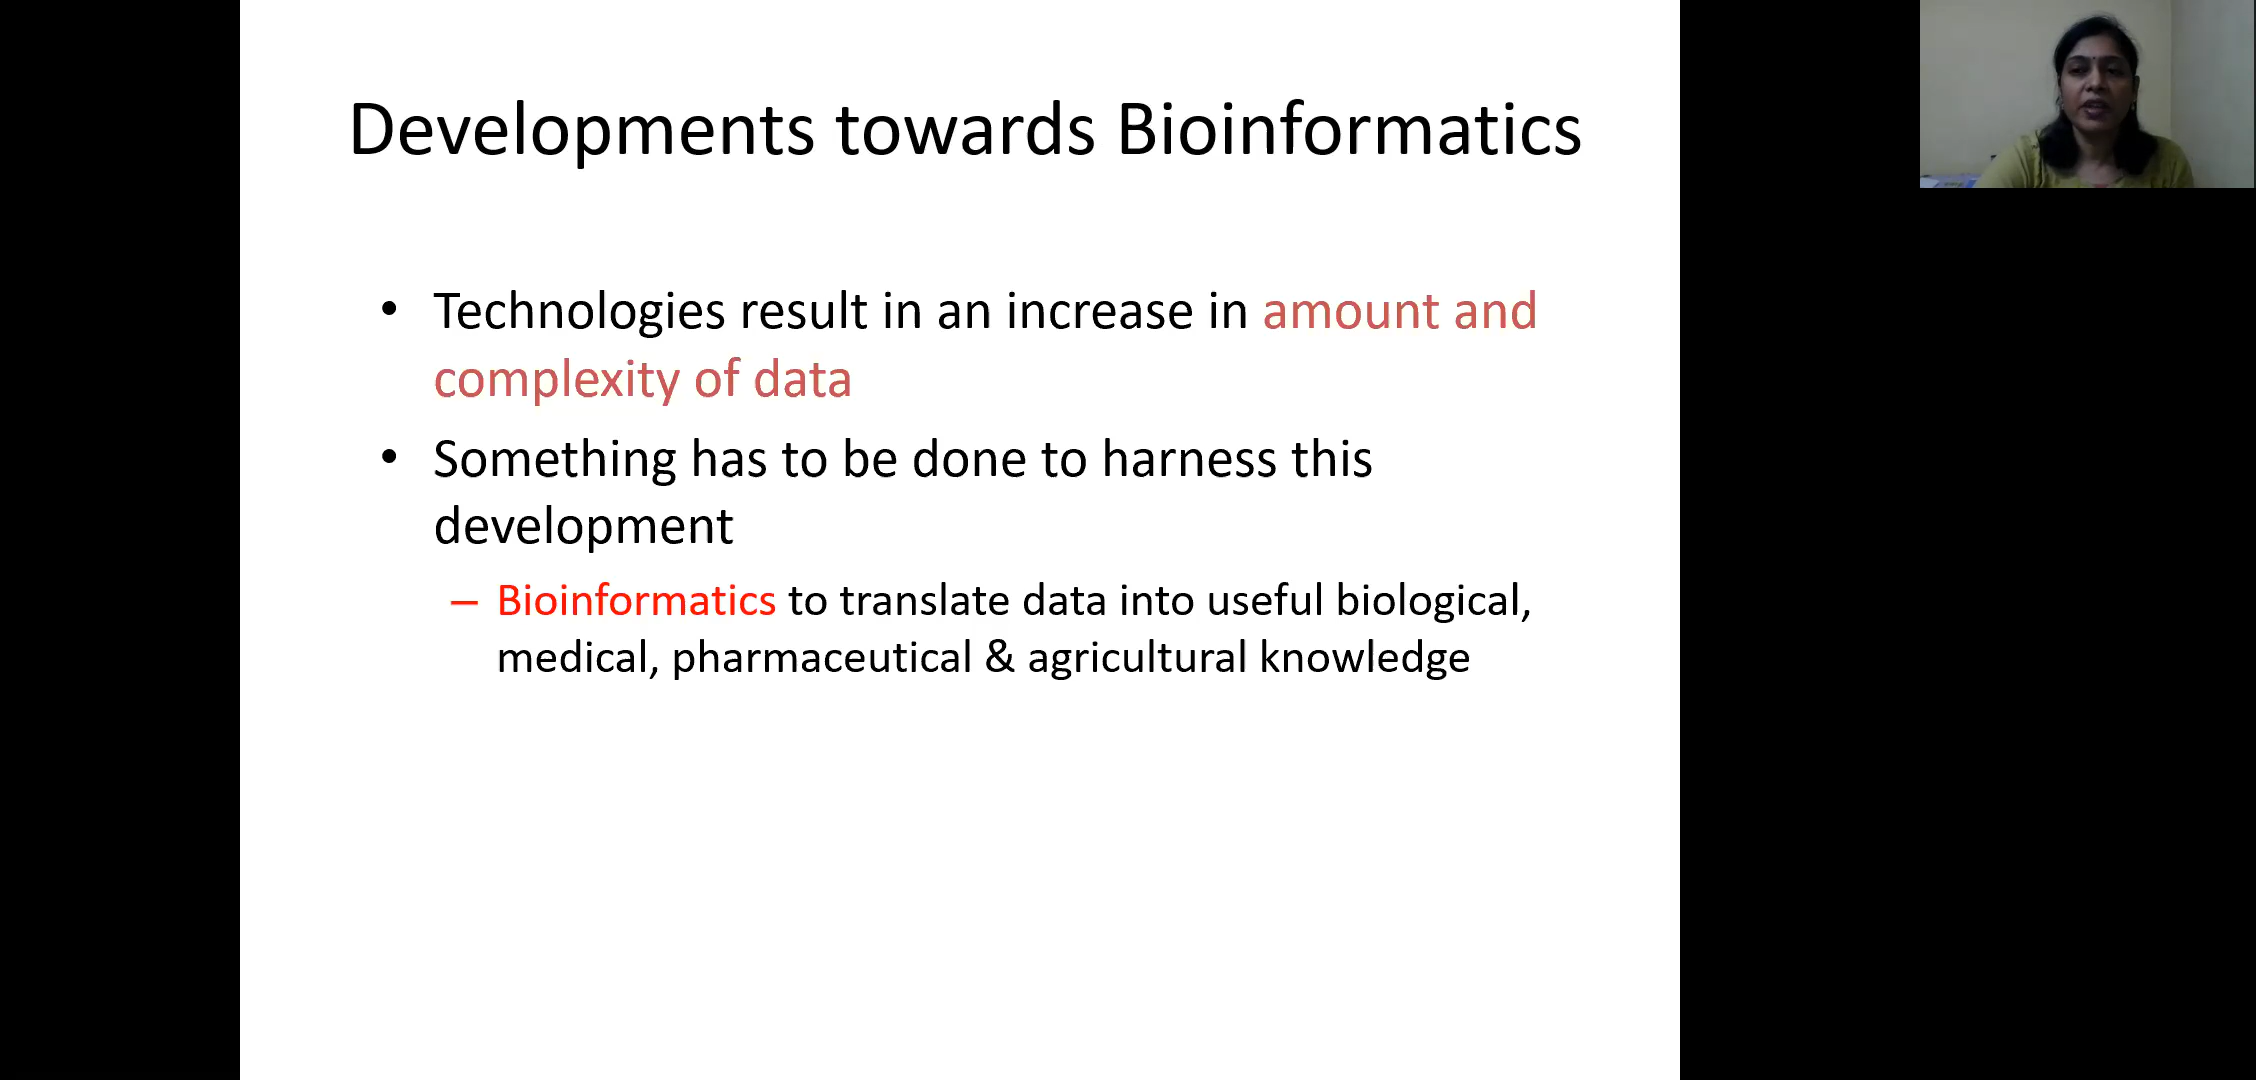 Developments towards Bioinformatics
• Technologies result in an increase in amount and
complexity of data
• Something has to be done to harness this
development
– Bioinformatics to translate data into useful biological,
medical, pharmaceutical & agricultural knowledge